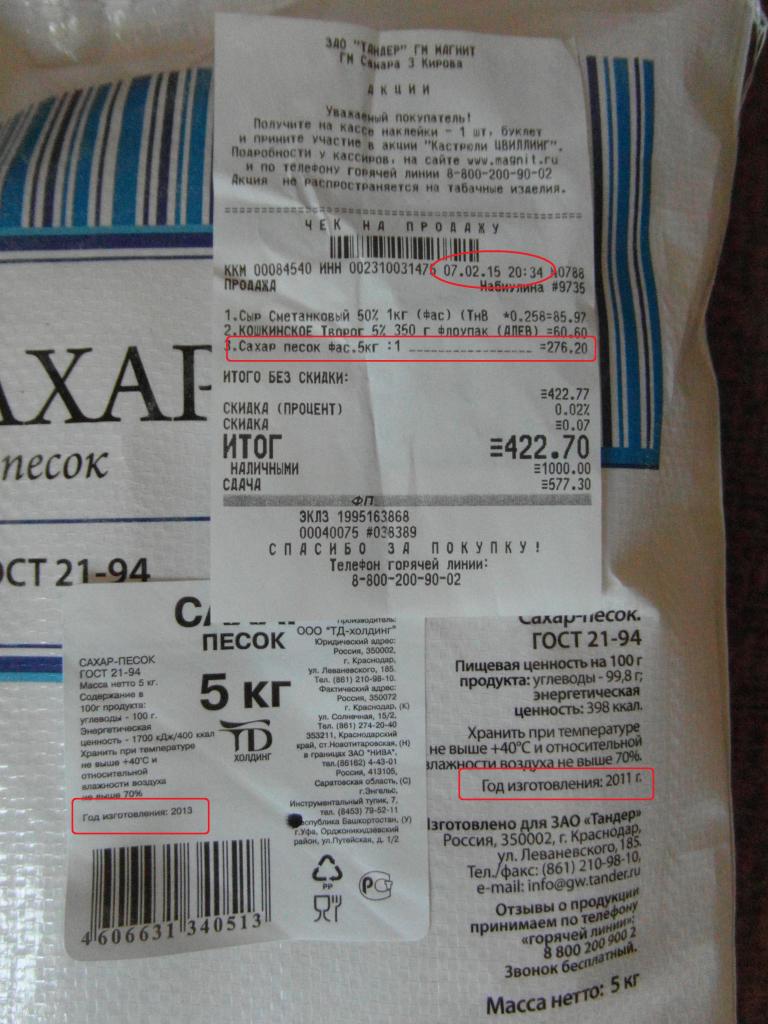 ЗАО "ТАНДЕР" ГМ МАГНИТ
ГМ Самара 3 Кирова
АКЦИИ
Уважаемый покупатель!
Получите на кассе наклейки - 1 шт, буклет
и примите участие в акции "Кастрюли ЦВИЛЛИНГ".
Подробности у кассиров, на сайте www.magnit.ru
и по телефону горячей линии 8-800-200-90-02
Акция не распространяется на табачные изделия.
ЧЕК НА ПРОДАЖУ
ККМ 00084540 ИНН 002310031475 07.02.15 20:34 #0788
ПРОДАЖА Набиулина #9735
1.Сыр Сметанковый 50% 1кг (фас) (ТнВ *0.258=85.97
2.КОШКИНСКОЕ Творог 5% 350 г флоупак (АЛЕВ) =60.60
3.Сахар песок фас.5кг :1 =276.20
ИТОГО БЕЗ СКИДКИ:
≡422.77
СКИДКА (ПРОЦЕНТ) 0.02%
СКИДКА ≡0.07
ИТОГ ≡422.70
НАЛИЧНЫМИ ≡1000.00
СДАЧА ≡577.30
ФП
ЭКЛЗ 1995163868
00040075 #038389
СПАСИБО ЗА ПОКУПКУ!
Телефон горячей линии:
8-800-200-90-02
АХАР
песок
ОСТ 21-94
САХАР
ПЕСОК
5 кг
TD
ХОЛДИНГ
САХАР-ПЕСОК
ГОСТ 21-94
Масса нетто 5 кг.
Содержание в
100г продукта:
углеводы - 100 г.
Энергетическая
ценность - 1700 кДж/400 ккал
Хранить при температуре
не выше +40°С и
относительной
влажности воздуха
не выше 70%
Год изготовления: 2013
4 606631 340513
Производитель:
ООО "ТД-холдинг"
Юридический адрес:
Россия, 350002,
г. Краснодар,
ул. Леваневского, 185.
Тел. (861) 210-98-10.
Фактический адрес:
Россия, 350072
г. Краснодар, (К)
ул. Солнечная, 15/2,
Тел. (861) 274-20-40
353211, Краснодарский
край, ст.Новотитаровская, (Н)
в границах ЗАО "НИВА".
тел.(86162) 4-43-01
Россия, 413105,
Саратовская область, (С)
г.Энгельс,
Инструментальный тупик, 7,
тел. (8453) 79-52-11
еспублика Башкортостан, (У)
г.Уфа, Орджоникидзевский
район, ул.Путейская, д. 1/2
PP
РС
Сахар-песок.
ГОСТ 21-94
Пищевая ценность на 100 г
продукта: углеводы - 99,8 г;
энергетическая
ценность: 398 ккал.
Хранить при температуре
не выше +40°С и относительной
влажности воздуха не выше 70%.
Год изготовления: 2011 г.
Изготовлено для ЗАО «Тандер»
Россия, 350002, г. Краснодар,
ул. Леваневского, 185.
Тел./факс: (861) 210-98-10,
e-mail: info@gw.tander.ru
Отзывы о продукции
принимаем по телефону
«горячей линии»:
8 800 200 900 2
Звонок бесплатный.
Масса нетто: 5 кг